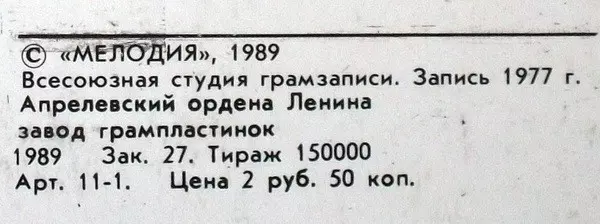 © «МЕЛОДИЯ», 1989
Всесоюзная студия грамзаписи. Запись 1977 г.
Апрелевский ордена Ленина
завод грампластинок
1989 Зак. 27. Тираж 150000
Арт. 11-1. Цена 2 руб. 50 коп.